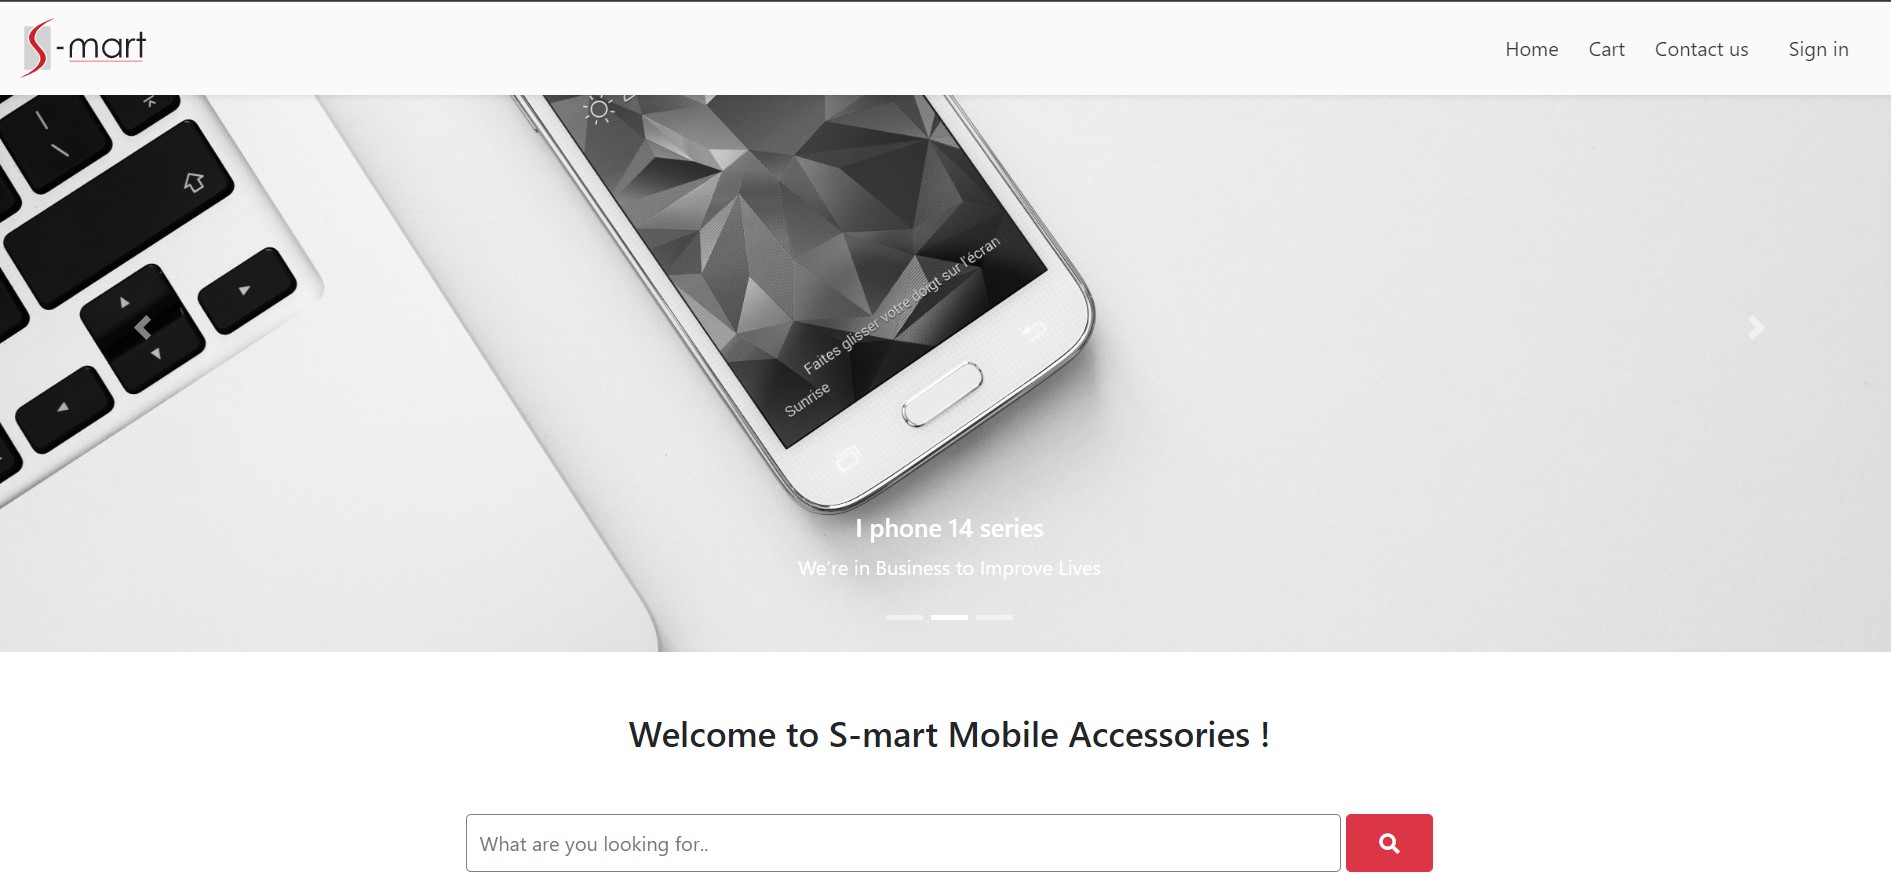 S-mart
Home Cart Contact us Sign in
Faites glisser votre doigt sur l'écran
Sunrise
I phone 14 series
We're in Business to Improve Lives
Welcome to S-mart Mobile Accessories !
What are you looking for..